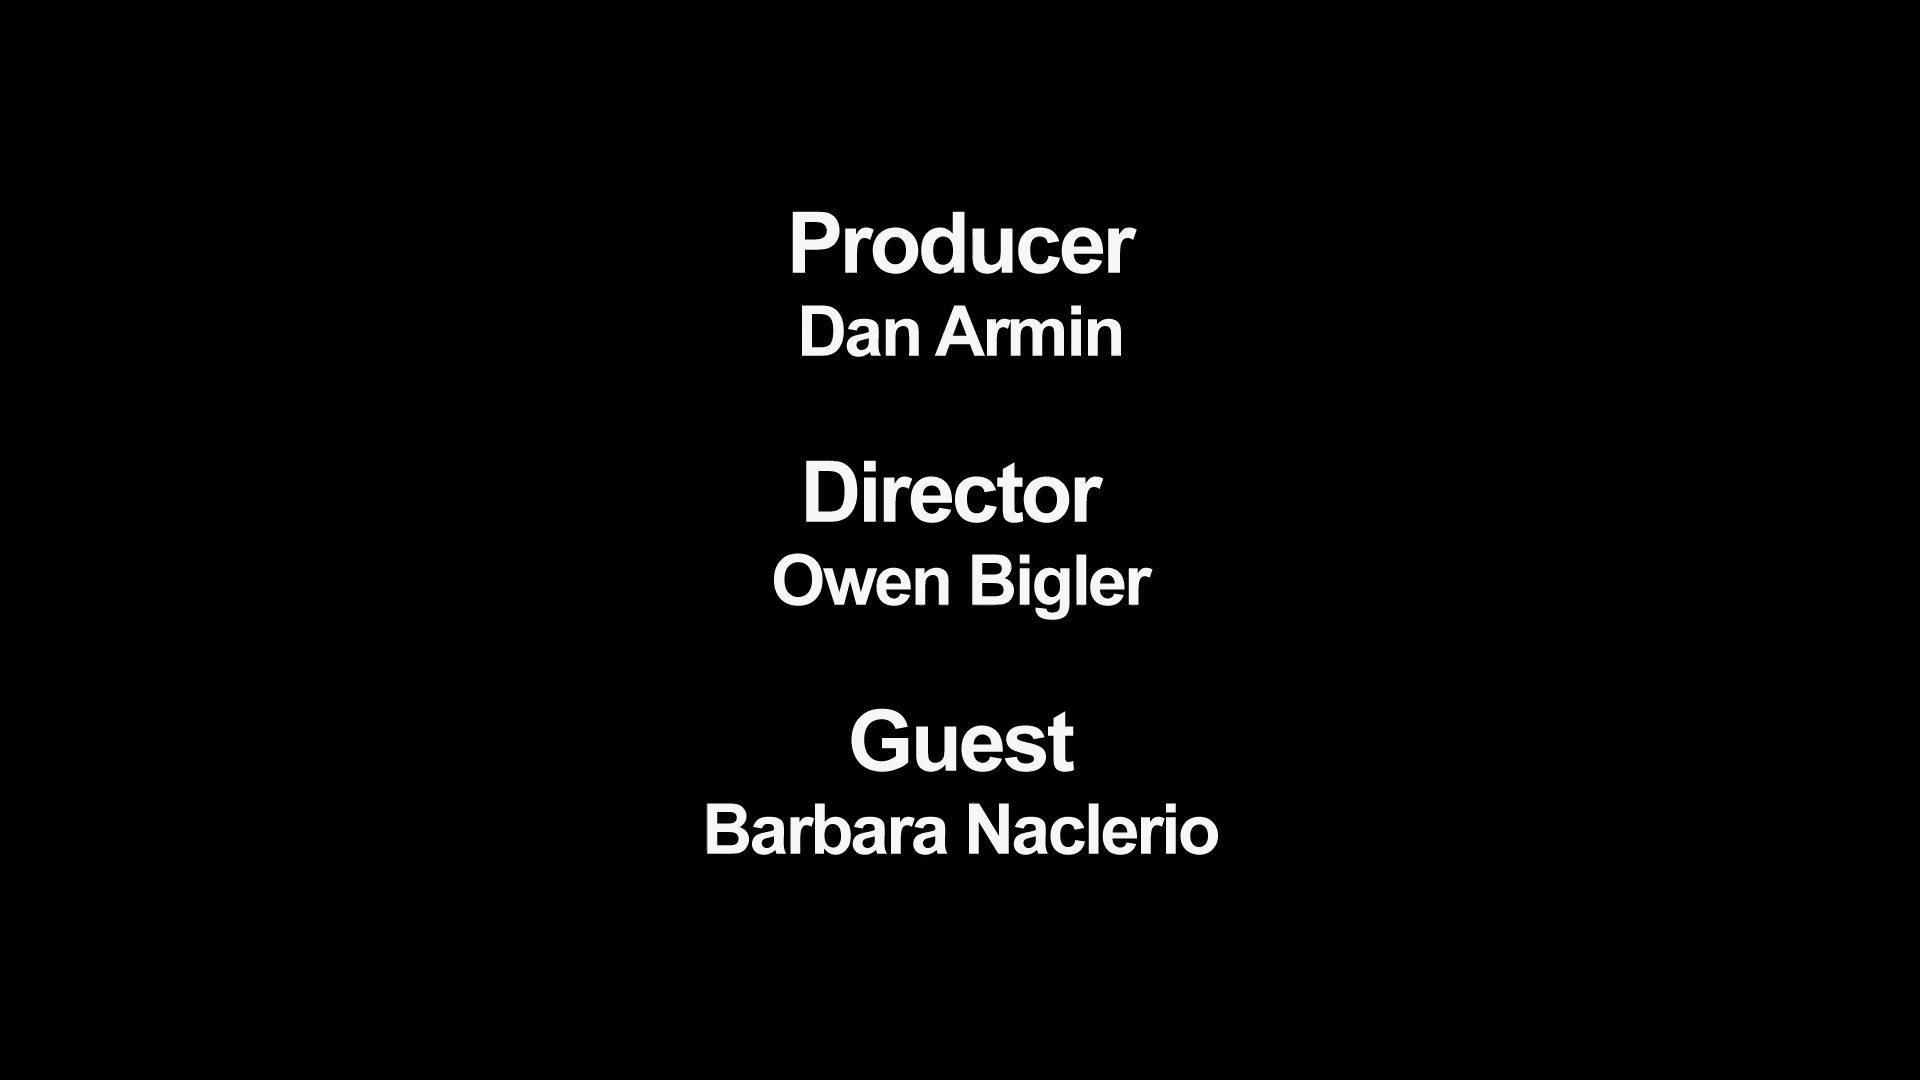 Producer
Dan Armin
Director
Owen Bigler
Guest
Barbara Naclerio